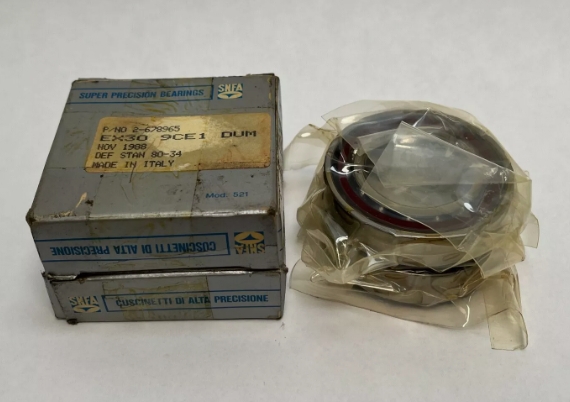 SUPER PRECISION BEARINGS SNFA
P/NO 2-678965
EX30 9CE1 DUM
NOV 1988
DEF STAN 80-34
MADE IN ITALY
Mod. 521
CUSCINETTI DI ALTA PRECISIONE SNFA
SNFA CUSCINETTI DI ALTA PRECISIONE